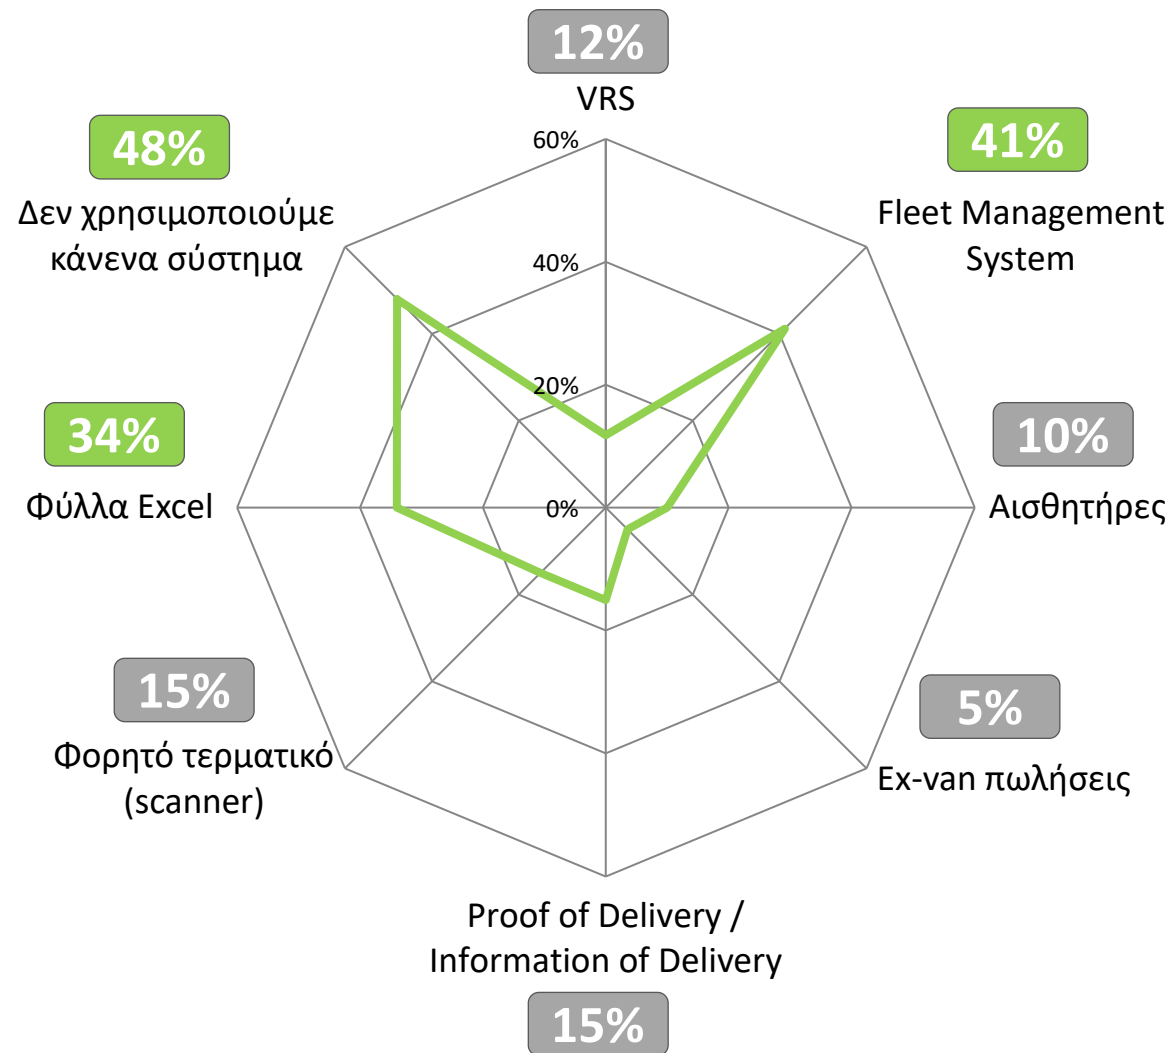 12%
VRS
48%
Δεν χρησιμοποιούμε
κάνενα σύστημα
41%
Fleet Management
System
60%
40%
20%
0%
34%
Φύλλα Excel
10%
Αισθητήρες
15%
Φορητό τερματικό
(scanner)
5%
Ex-van πωλήσεις
Proof of Delivery /
Information of Delivery
15%